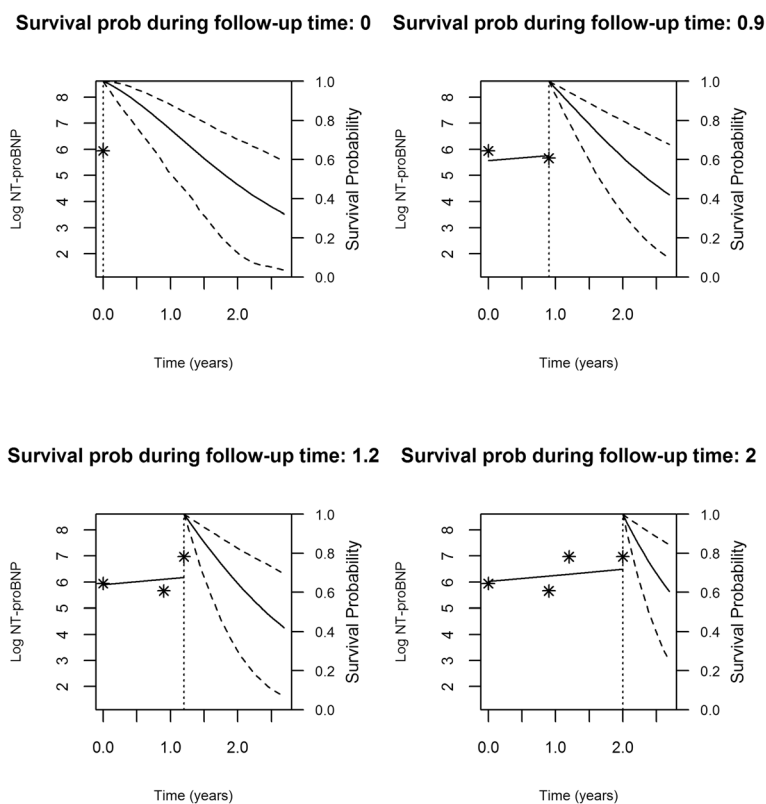 Survival prob during follow-up time: 0
Log NT-proBNP
8
7
6
5
4
3
2
1.0
0.8
0.6
0.4
0.2
0.0
Survival Probability
0.0 1.0 2.0
Time (years)
Survival prob during follow-up time: 0.9
Log NT-proBNP
8
7
6
5
4
3
2
1.0
0.8
0.6
0.4
0.2
0.0
Survival Probability
0.0 1.0 2.0
Time (years)
Survival prob during follow-up time: 1.2
Log NT-proBNP
8
7
6
5
4
3
2
1.0
0.8
0.6
0.4
0.2
0.0
Survival Probability
0.0 1.0 2.0
Time (years)
Survival prob during follow-up time: 2
Log NT-proBNP
8
7
6
5
4
3
2
1.0
0.8
0.6
0.4
0.2
0.0
Survival Probability
0.0 1.0 2.0
Time (years)